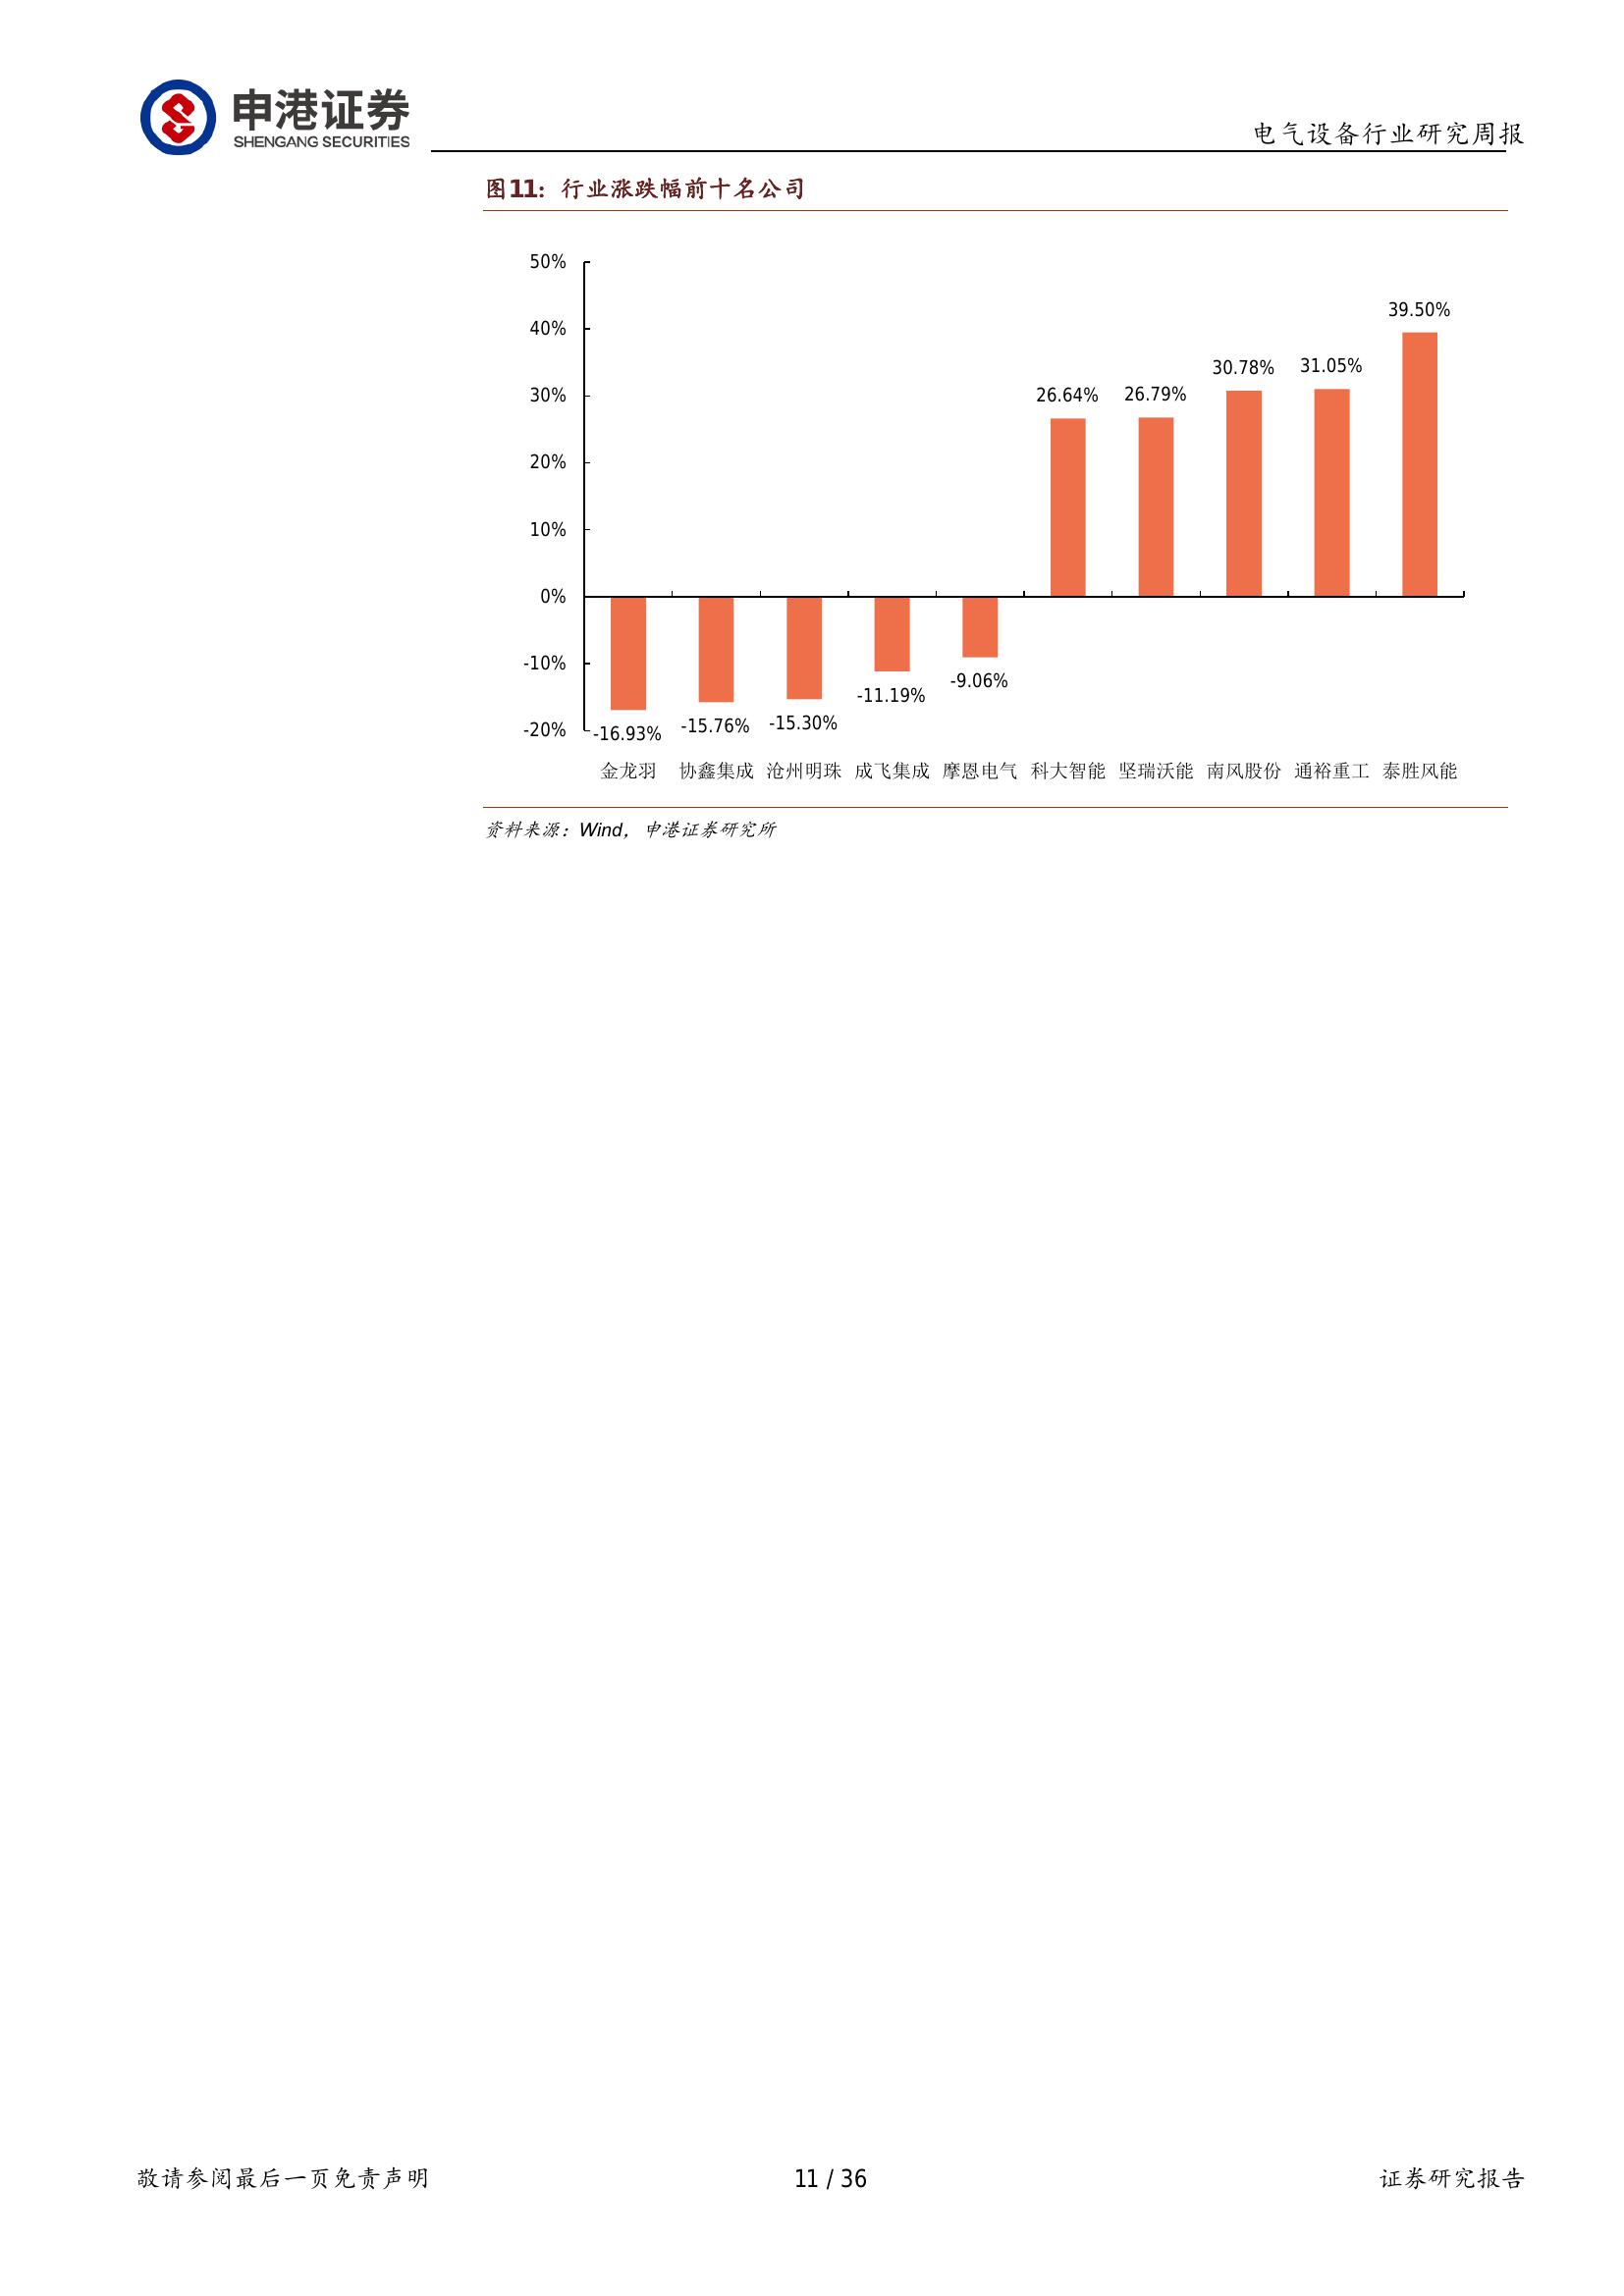 申港证券
SHENGANG SECURITIES
电气设备行业研究周报
图11：行业涨跌幅前十名公司
50%
40%
30%
20%
10%
0%
-10%
-20%
-16.93%
-15.76%
-15.30%
-11.19%
-9.06%
26.64%
26.79%
30.78%
31.05%
39.50%
金龙羽 协鑫集成 沧州明珠 成飞集成 摩恩电气 科大智能 坚瑞沃能 南风股份 通裕重工 泰胜风能
资料来源：Wind，申港证券研究所
敬请参阅最后一页免责声明 11 / 36 证券研究报告